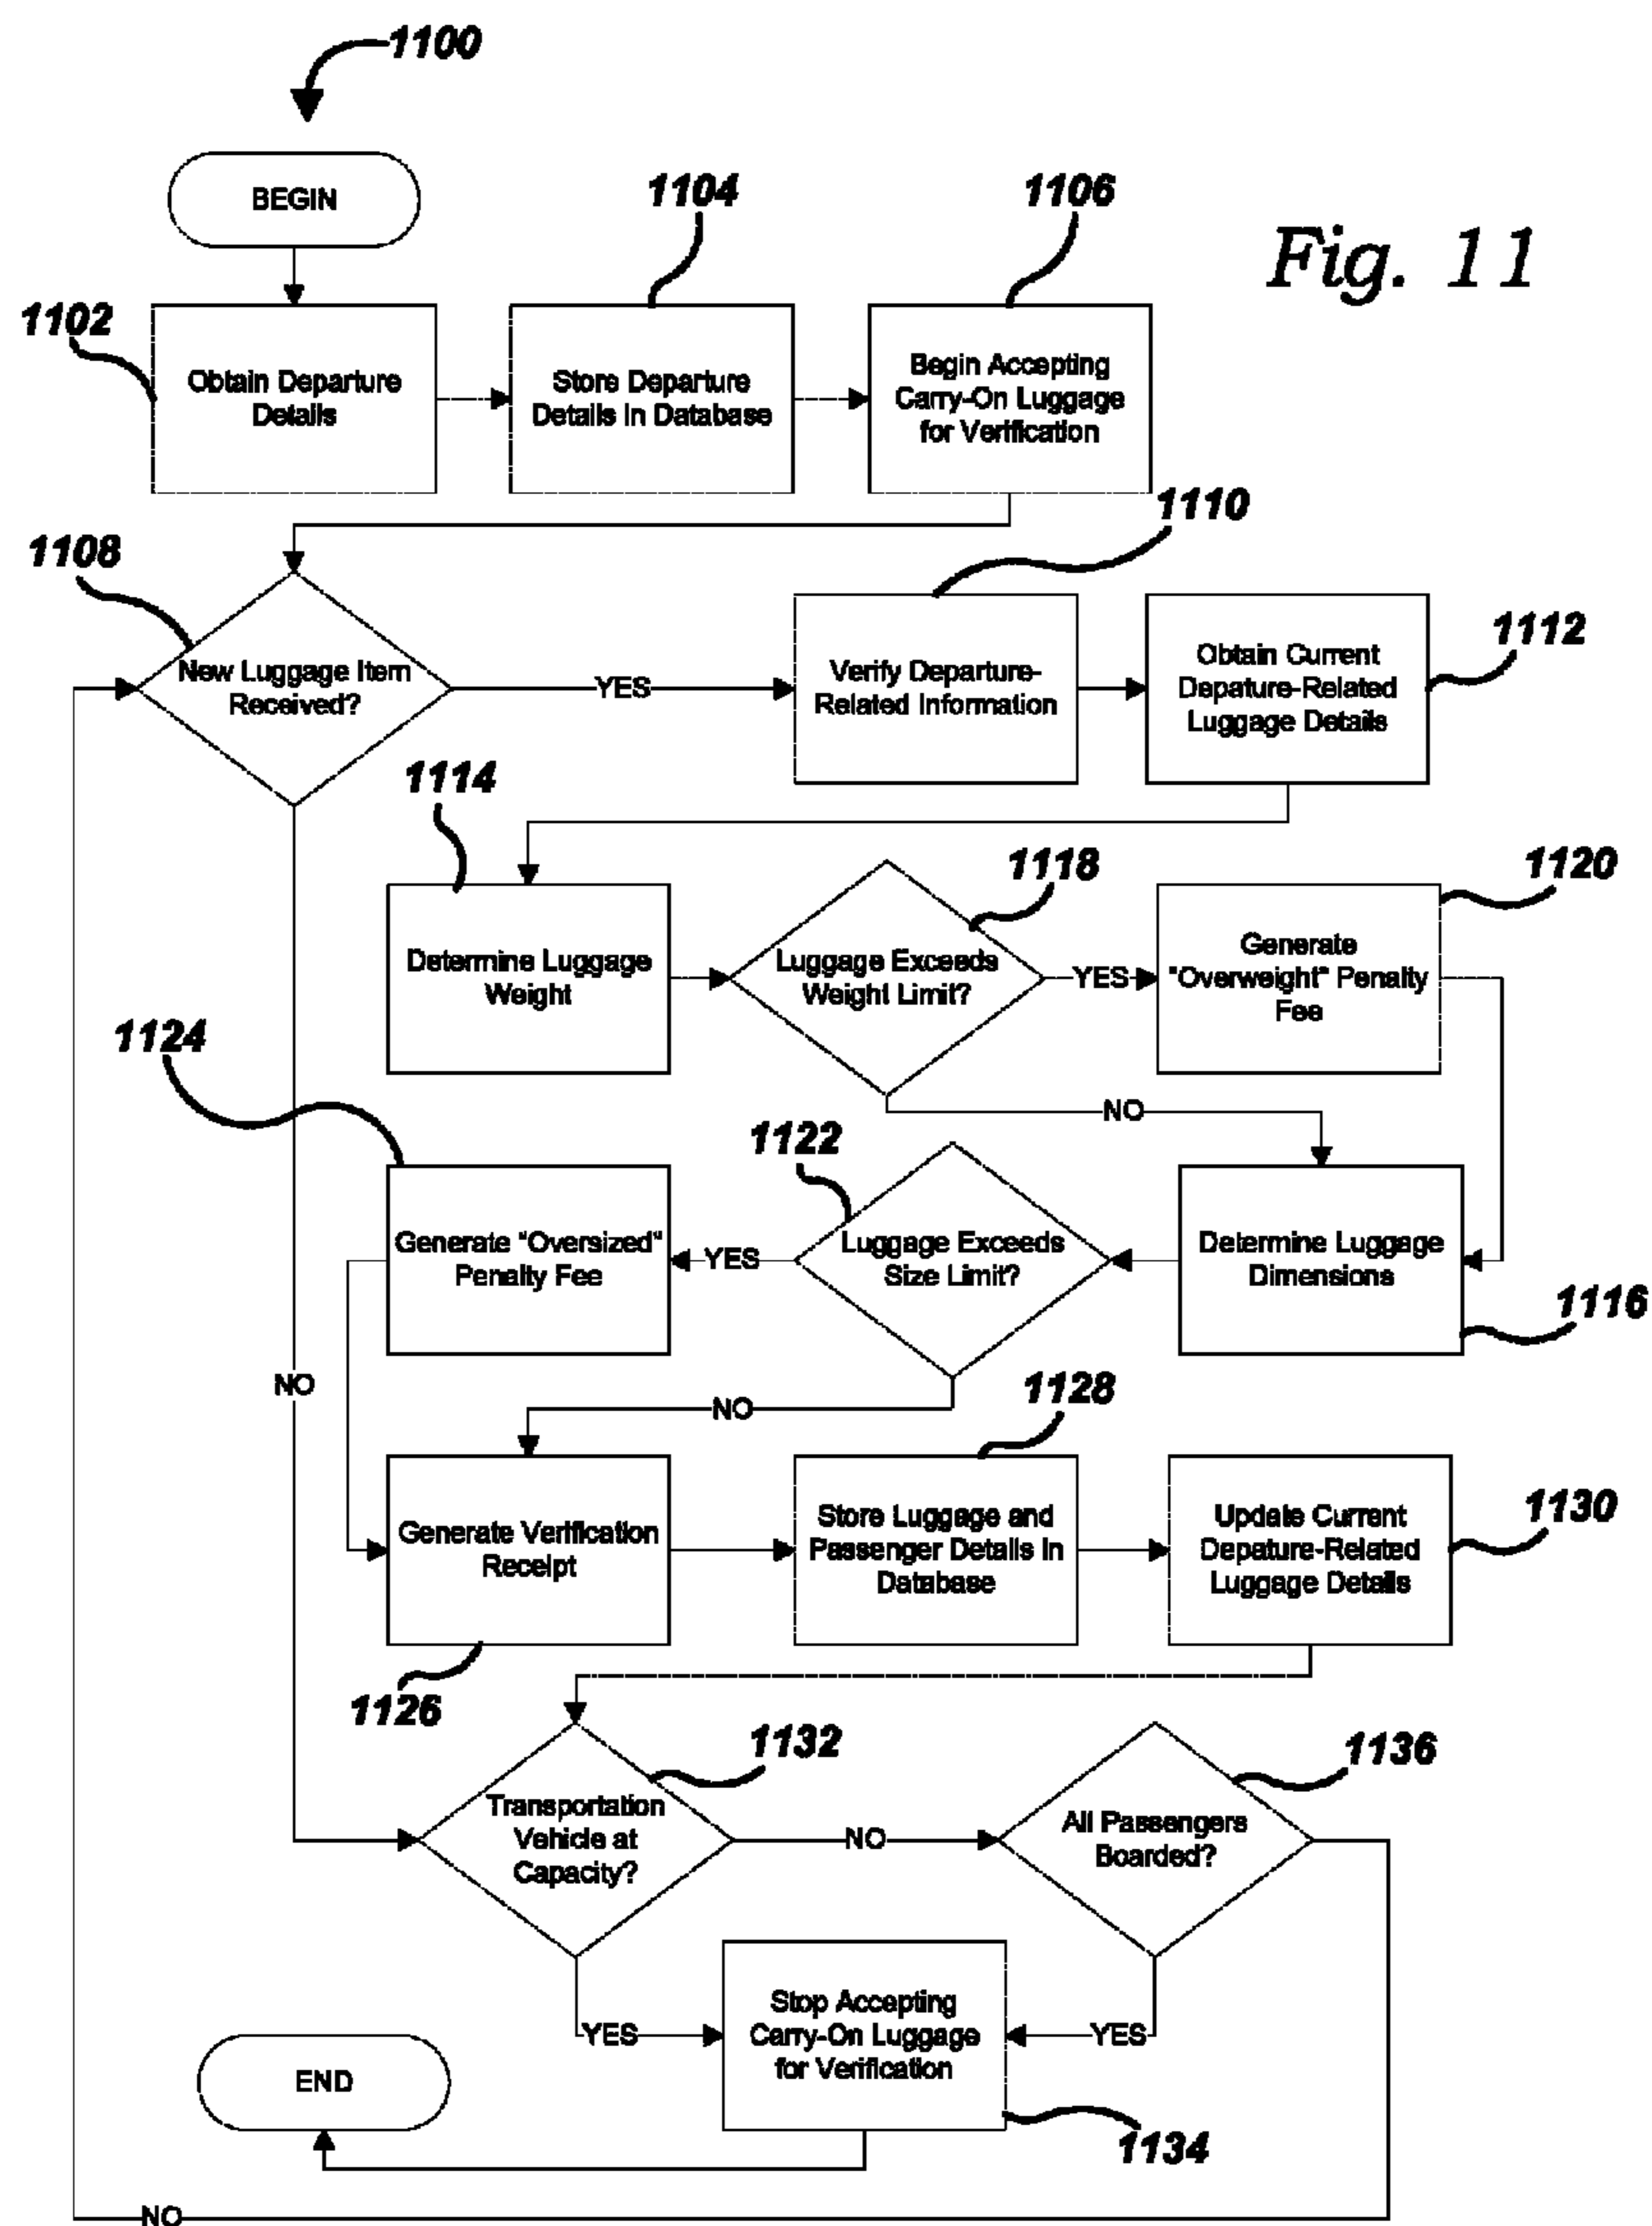 1100
BEGIN
1104
1106
Fig. 11
1102
Obtain Departure
Details
Store Departure
Details in Database
Begin Accepting
Carry-On Luggage
for Verification
1110
1108
New Luggage Item
Received?
YES
Verify Departure-
Related Information
Obtain Current
Depature-Related
Luggage Details
1112
1114
1118
1120
Determine Luggage
Weight
Luggage Exceeds
Weight Limit?
YES
Generate
"Overweight" Penalty
Fee
1124
NO
1122
Generate "Oversized"
Penalty Fee
YES
Luggage Exceeds
Size Limit?
Determine Luggage
Dimensions
1116
NO
NO
1128
Generate Verification
Receipt
Store Luggage and
Passenger Details in
Database
Update Current
Depature-Related
Luggage Details
1130
1126
1132
1136
Transportation
Vehicle at
Capacity?
NO
All Passengers
Boarded?
YES
Stop Accepting
Carry-On Luggage
for Verification
YES
END
1134
NO